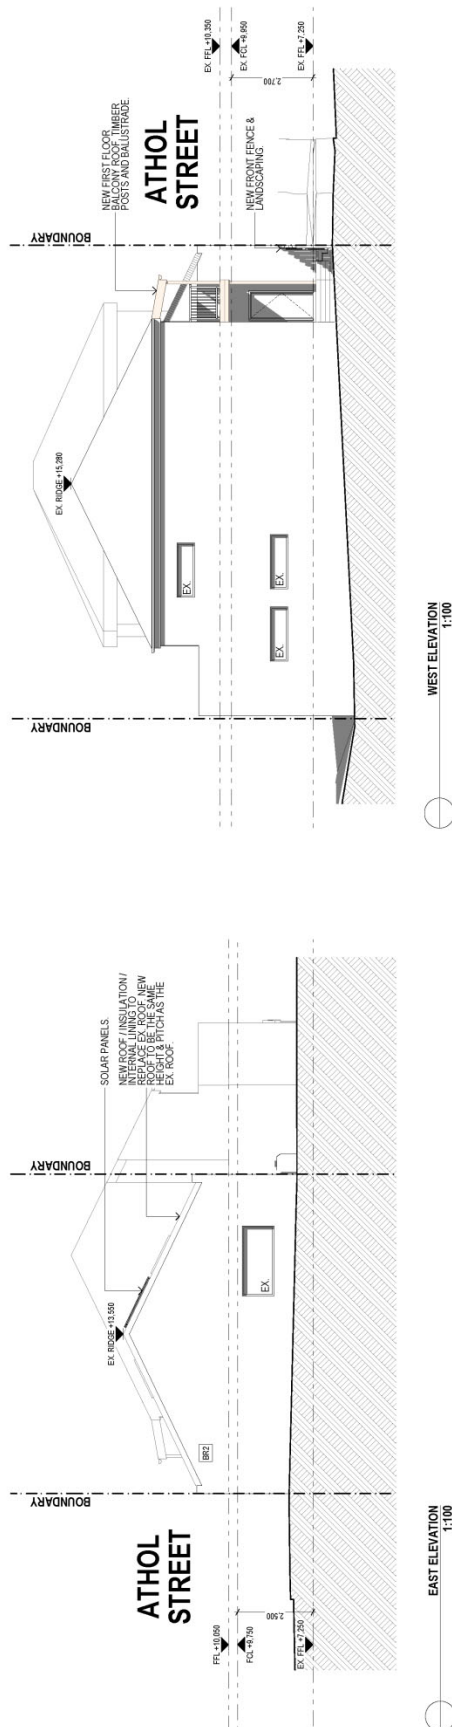 EAST ELEVATION
1:100
ATHOL
STREET
BOUNDARY
BOUNDARY
EX. RIDGE +13,550
SOLAR PANELS.
NEW ROOF / INSULATION /
INTERNAL LINING TO
REPLACE EX. ROOF. NEW
ROOF TO BE THE SAME
HEIGHT & PITCH AS THE
EX. ROOF.
BR2
EX.
FFL +10,050
FCL +9,750
2,500
EX. FFL +7,250
WEST ELEVATION
1:100
BOUNDARY
BOUNDARY
EX. RIDGE +15,280
NEW FIRST FLOOR
BALCONY ROOF, TIMBER
POSTS AND BALUSTRADE.
ATHOL
STREET
EX.
EX.
EX.
NEW FRONT FENCE &
LANDSCAPING.
EX. FFL +10,350
EX. FCL +9,950
2,700
EX. FFL +7,250